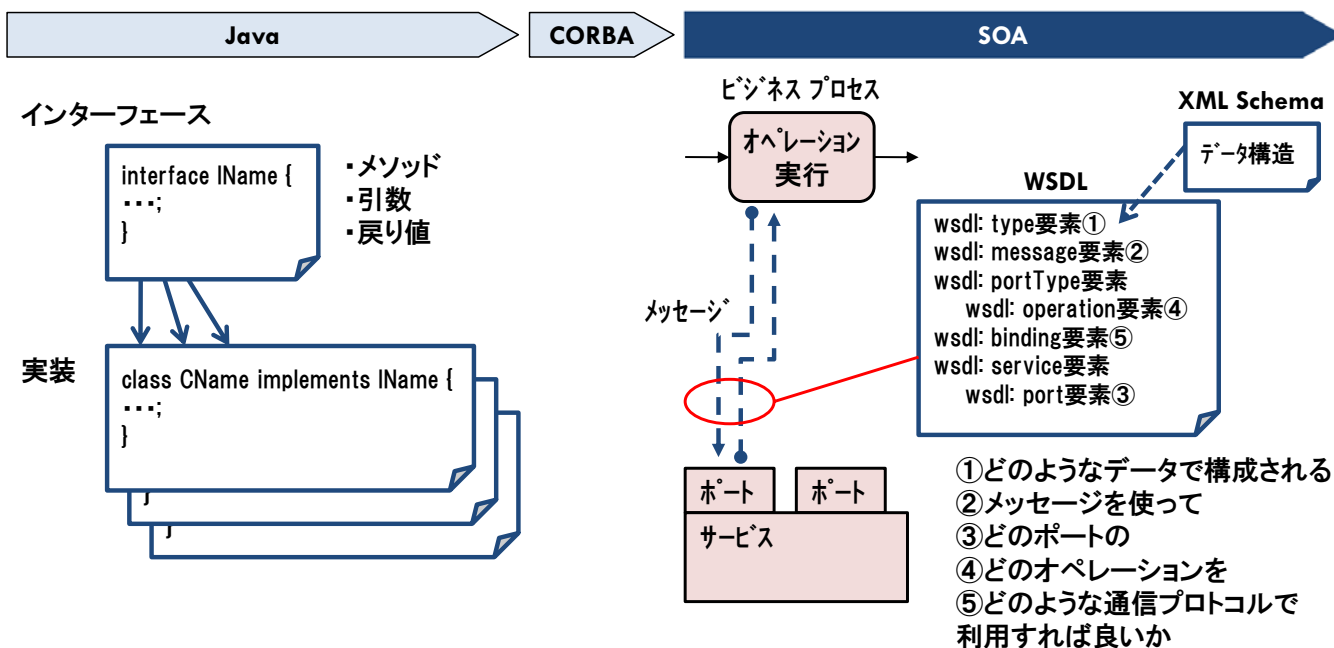 Java
CORBA
SOA
インターフェース
interface IName {
・・・;
}
・メソッド
・引数
・戻り値
実装
class CName implements IName {
・・・;
}
}
}
ﾋﾞｼﾞﾈｽ ﾌﾟﾛｾｽ
ｵﾍﾟﾚｰｼｮﾝ
実行
ﾒｯｾｰｼﾞ
ﾎﾟｰﾄ
ﾎﾟｰﾄ
ｻｰﾋﾞｽ
XML Schema
ﾃﾞｰﾀ構造
WSDL
wsdl: type要素①
wsdl: message要素②
wsdl: portType要素
wsdl: operation要素④
wsdl: binding要素⑤
wsdl: service要素
wsdl: port要素③
①どのようなデータで構成される
②メッセージを使って
③どのポートの
④どのオペレーションを
⑤どのような通信プロトコルで
利用すれば良いか